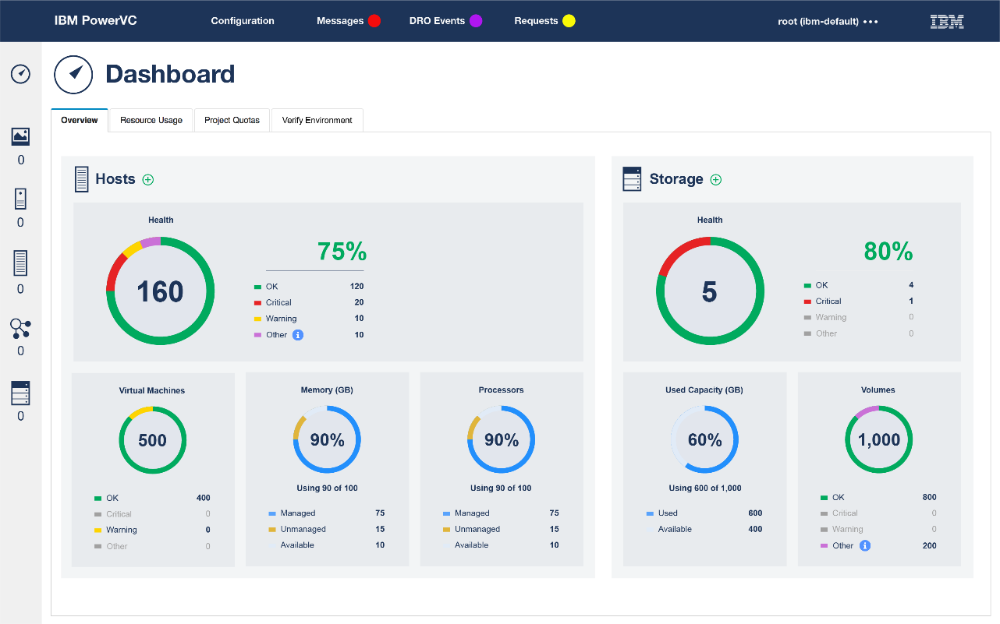 IBM PowerVC
Configuration
Messages
DRO Events
Requests
root (ibm-default) •••
IBM
Dashboard
Overview
Resource Usage
Project Quotas
Verify Environment
0
0
0
0
0
Hosts
Health
160
75%
OK 120
Critical 20
Warning 10
Other i 10
Virtual Machines
500
OK 400
Critical 0
Warning 0
Other 0
Memory (GB)
90%
Using 90 of 100
Managed 75
Unmanaged 15
Available 10
Processors
90%
Using 90 of 100
Managed 75
Unmanaged 15
Available 10
Storage
Health
5
80%
OK 4
Critical 1
Warning 0
Other 0
Used Capacity (GB)
60%
Using 600 of 1,000
Used 600
Available 400
Volumes
1,000
OK 800
Critical 0
Warning 0
Other i 200